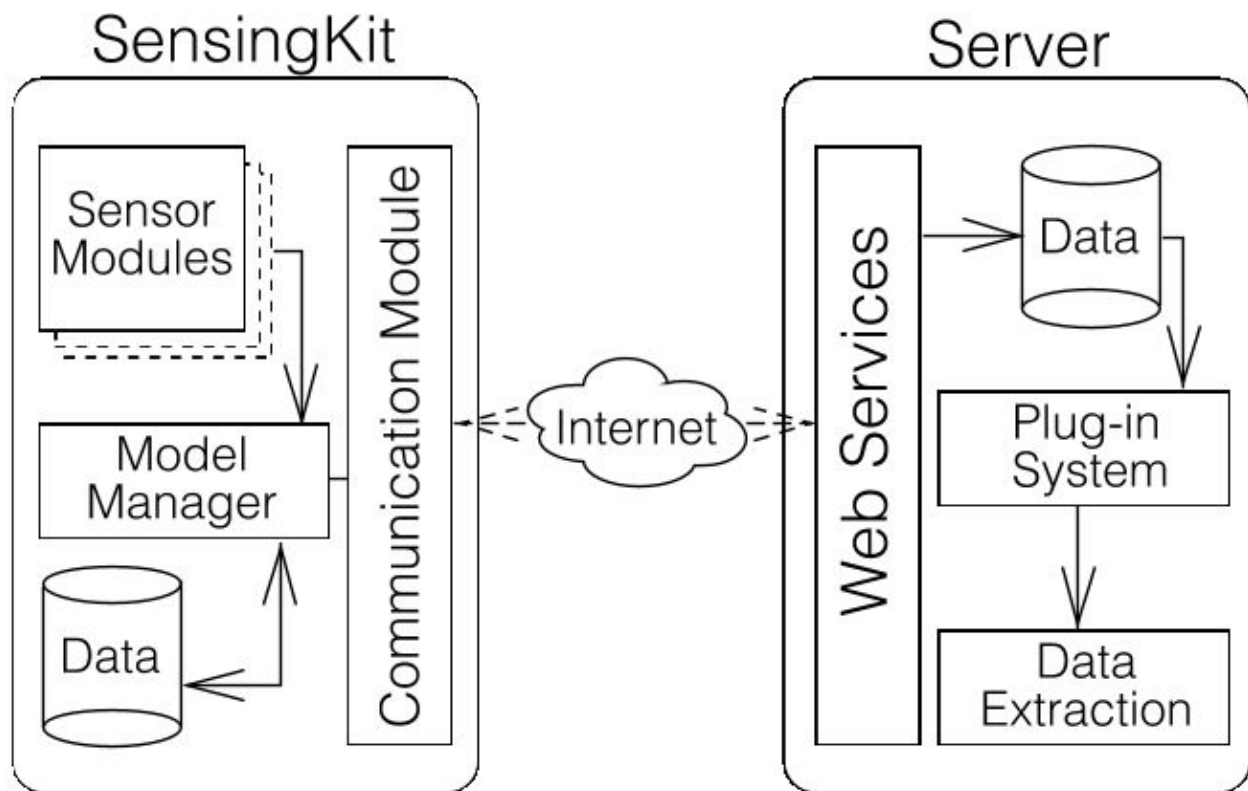 SensingKit
Server
Sensor
Modules
Model
Manager
Data
Communication Module
Internet
Web Services
Data
Plug-in
System
Data
Extraction